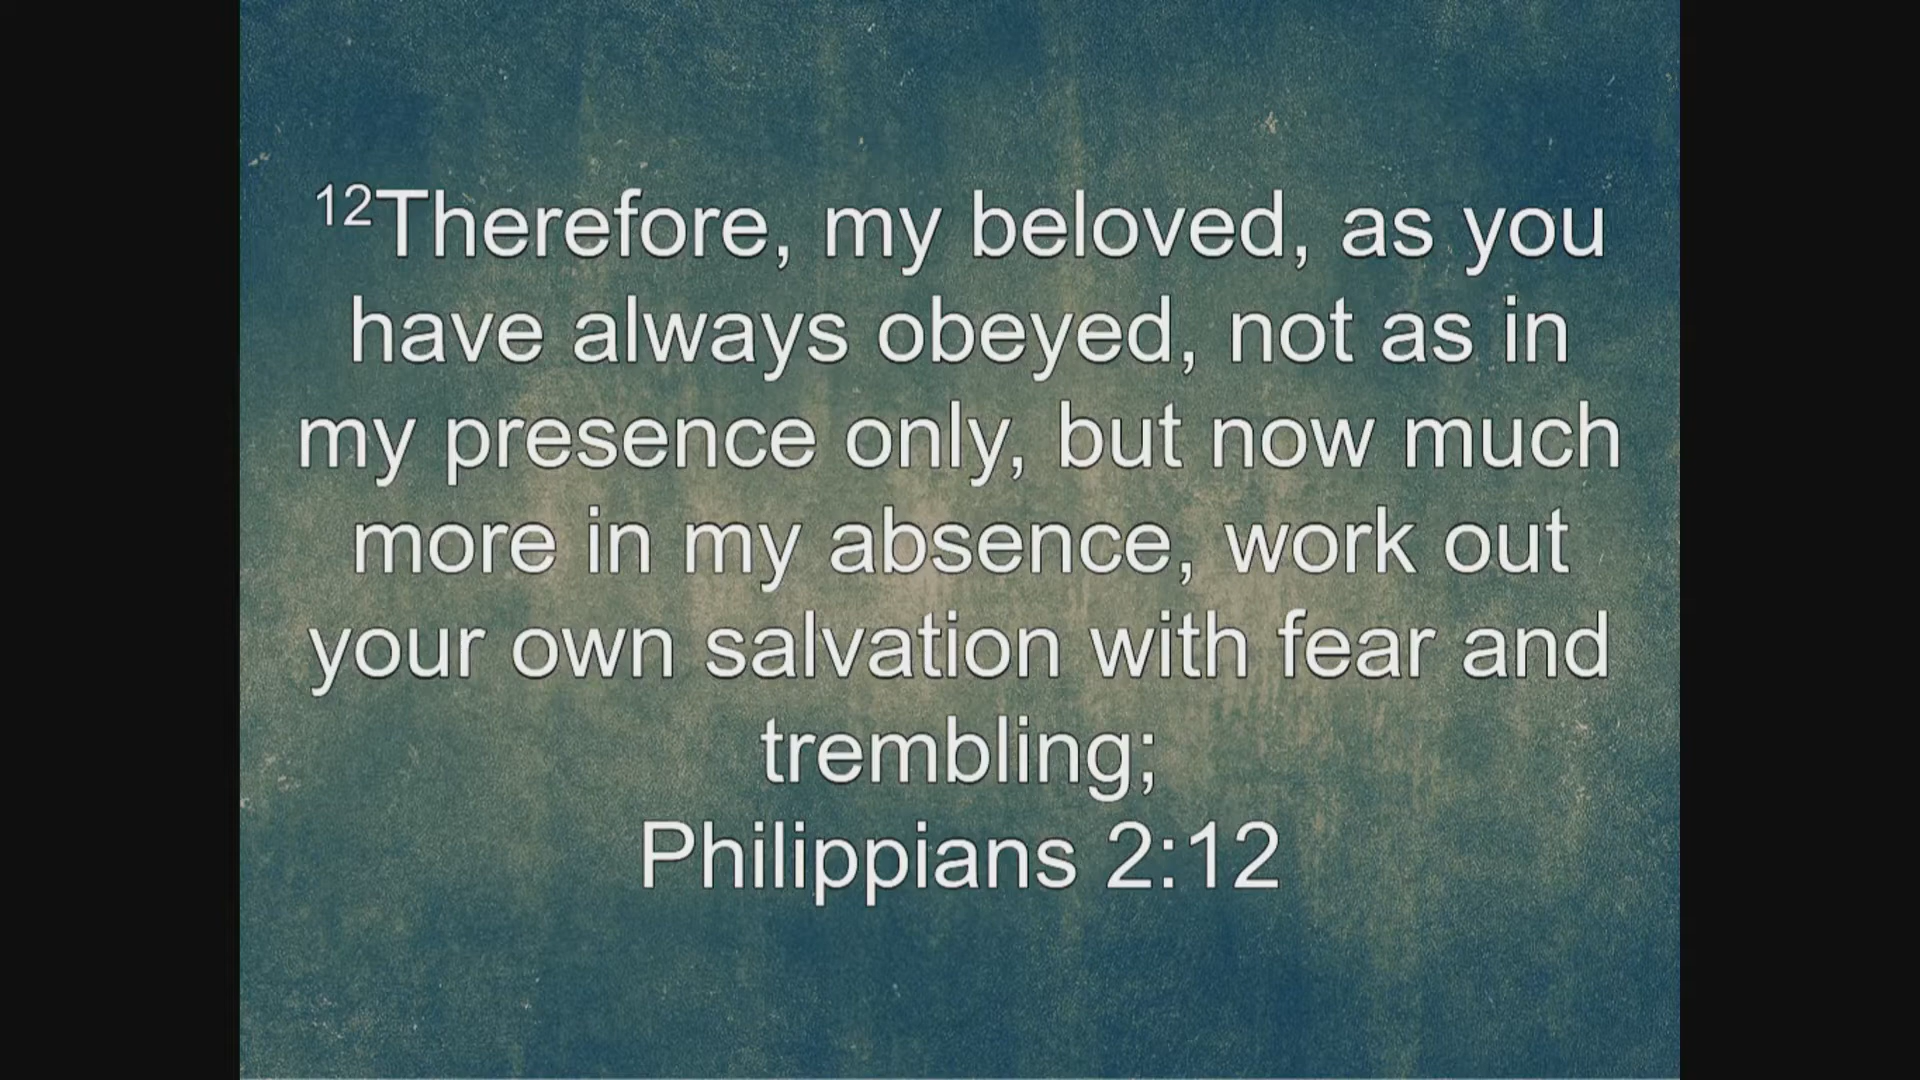 12Therefore, my beloved, as you
have always obeyed, not as in
my presence only, but now much
more in my absence, work out
your own salvation with fear and
trembling;
Philippians 2:12